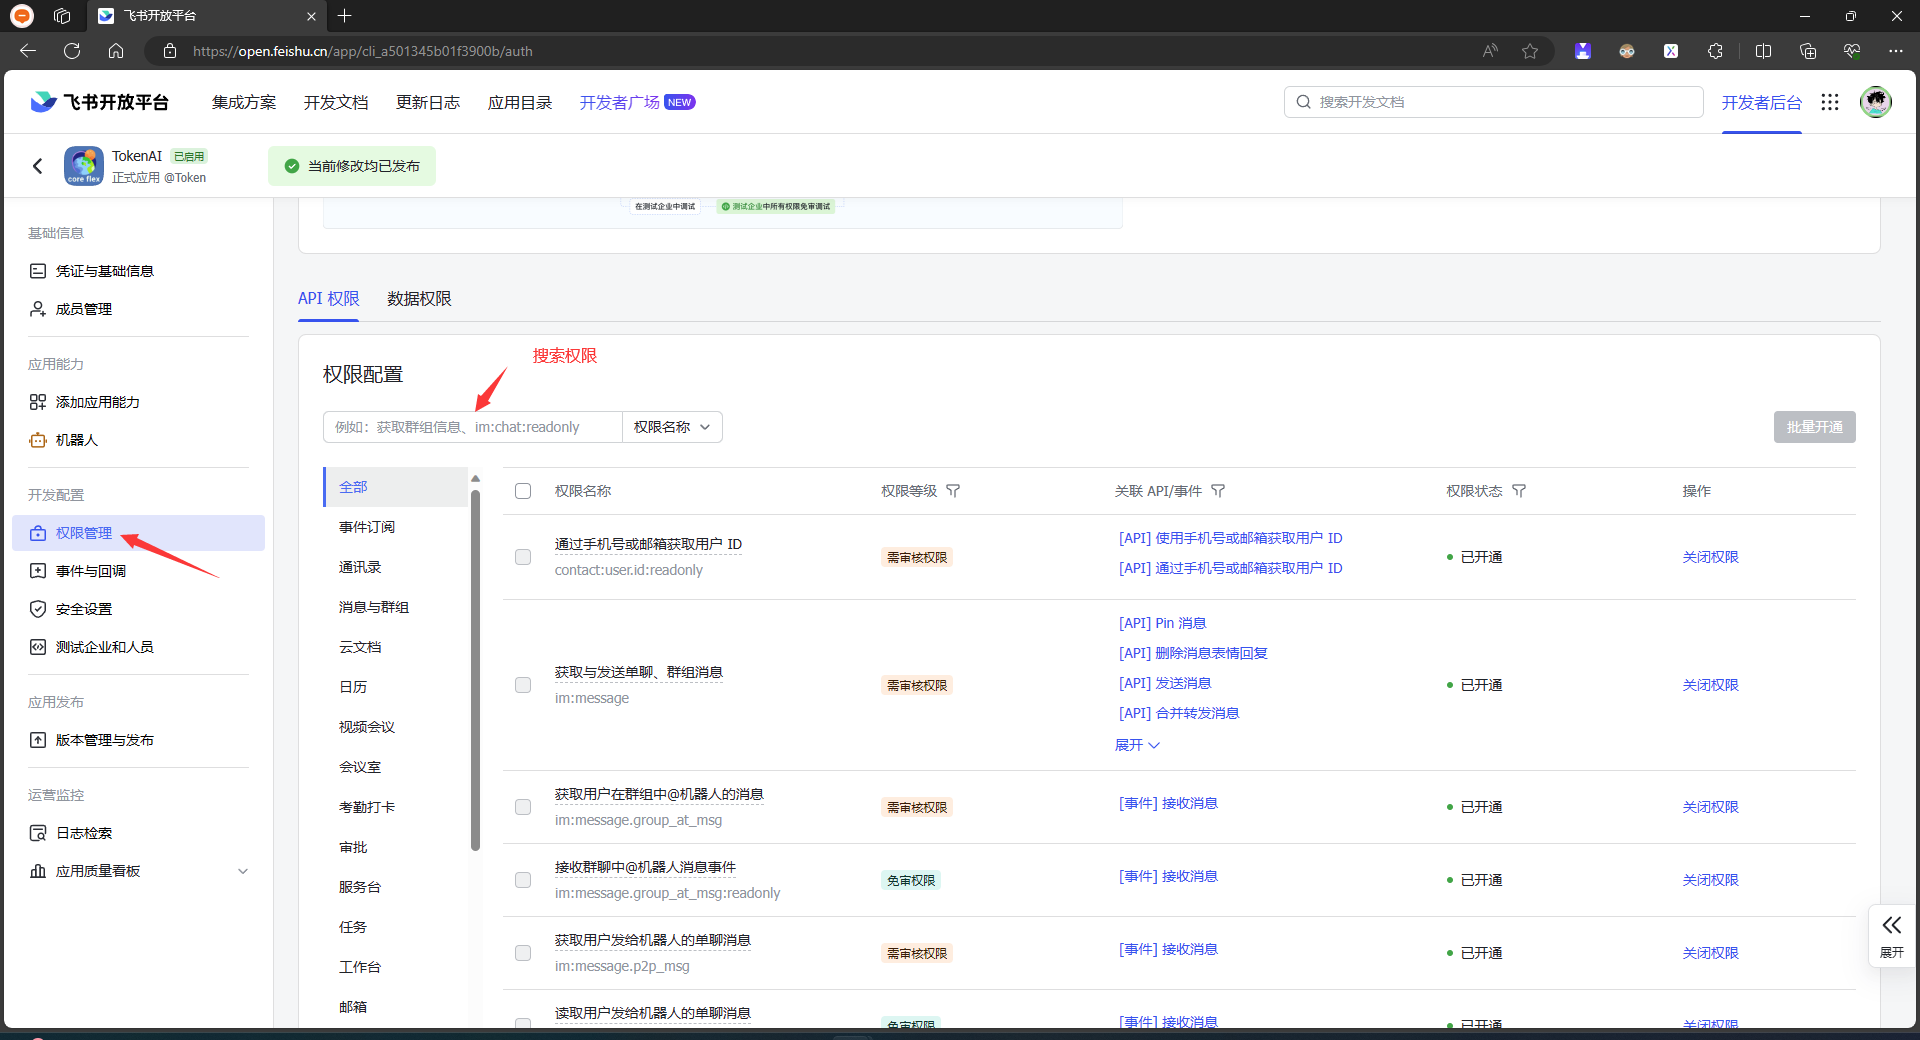 飞书开放平台
https://open.feishu.cn/app/cli_a501345b01f3900b/auth
飞书开放平台
集成方案
开发文档
更新日志
应用目录
开发者广场 NEW
搜索开发文档
开发者后台
TokenAI 已启用
正式应用 @Token
core flex
当前修改均已发布
在测试企业中调试
测试企业中所有权限免审调试
基础信息
凭证与基础信息
成员管理
应用能力
添加应用能力
机器人
开发配置
权限管理
事件与回调
安全设置
测试企业和人员
应用发布
版本管理与发布
运营监控
日志检索
应用质量看板
API 权限
数据权限
搜索权限
权限配置
例如：获取群组信息、im:chat:readonly
权限名称
批量开通
全部
事件订阅
通讯录
消息与群组
云文档
日历
视频会议
会议室
考勤打卡
审批
服务台
任务
工作台
邮箱
权限名称
权限等级
关联 API/事件
权限状态
操作
通过手机号或邮箱获取用户 ID
contact:user.id:readonly
需审核权限
[API] 使用手机号或邮箱获取用户 ID
[API] 通过手机号或邮箱获取用户 ID
已开通
关闭权限
获取与发送单聊、群组消息
im:message
需审核权限
[API] Pin 消息
[API] 删除消息表情回复
[API] 发送消息
[API] 合并转发消息
展开
已开通
关闭权限
获取用户在群组中@机器人的消息
im:message.group_at_msg
需审核权限
[事件] 接收消息
已开通
关闭权限
接收群聊中@机器人消息事件
im:message.group_at_msg:readonly
免审权限
[事件] 接收消息
已开通
关闭权限
获取用户发给机器人的单聊消息
im:message.p2p_msg
需审核权限
[事件] 接收消息
已开通
关闭权限
读取用户发给机器人的单聊消息
免审权限
[事件] 接收消息
已开通
关闭权限
展开